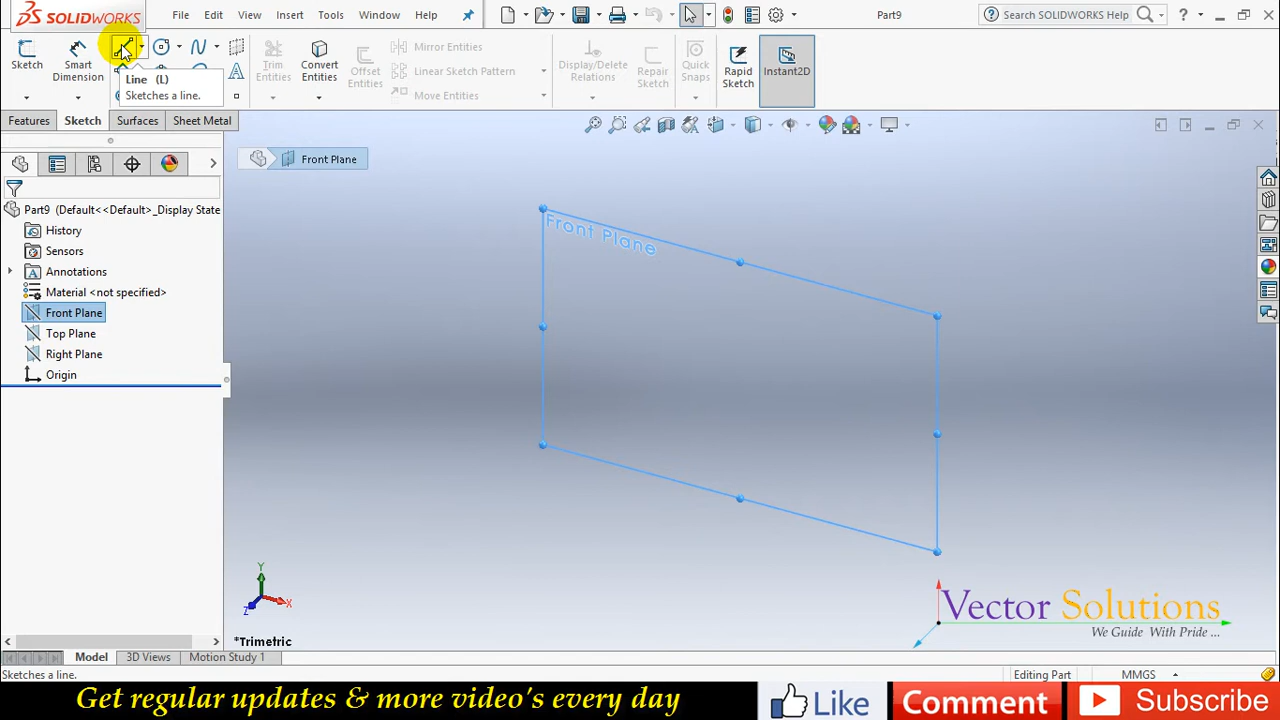 SOLIDWORKS
File
Edit
View
Insert
Tools
Window
Help
Part9
Search SOLIDWORKS Help
?
Sketch
Smart Dimension
Trim Entities
Convert Entities
Offset Entities
Mirror Entities
Linear Sketch Pattern
Move Entities
Display/Delete Relations
Repair Sketch
Quick Snaps
Rapid Sketch
Instant2D
Line (L)
Sketches a line.
Features
Sketch
Surfaces
Sheet Metal
Front Plane
Part9 (Default<<Default>_Display State
History
Sensors
Annotations
Material <not specified>
Front Plane
Top Plane
Right Plane
Origin
Front Plane
Y
X
Z
*Trimetric
Vector Solutions
We Guide With Pride ...
Model
3D Views
Motion Study 1
Sketches a line.
Editing Part
MMGS
Get regular updates & more video's every day
Like
Comment
Subscribe